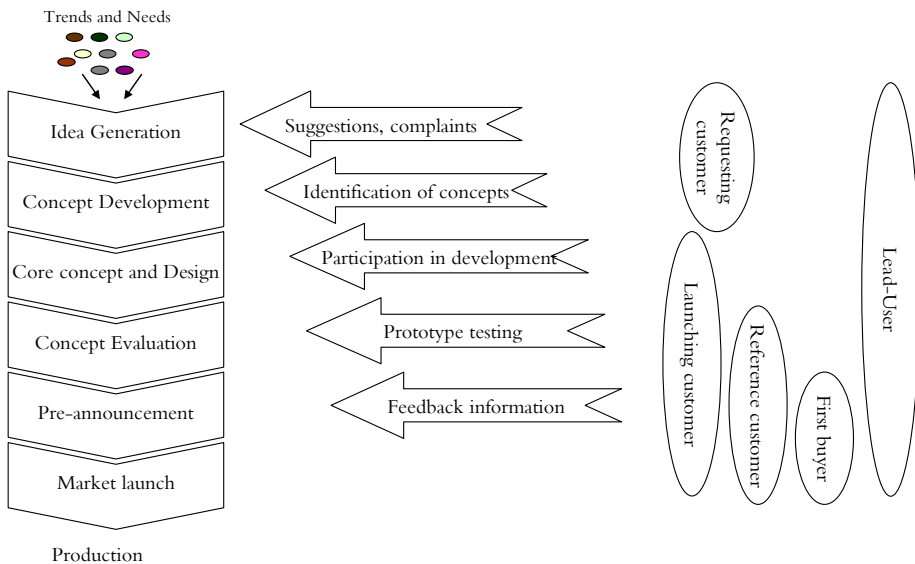 Trends and Needs
Idea Generation
Concept Development
Core concept and Design
Concept Evaluation
Pre-announcement
Market launch
Production
Suggestions, complaints
Identification of concepts
Participation in development
Prototype testing
Feedback information
Requesting
customer
Launching customer
Reference customer
First buyer
Lead-User